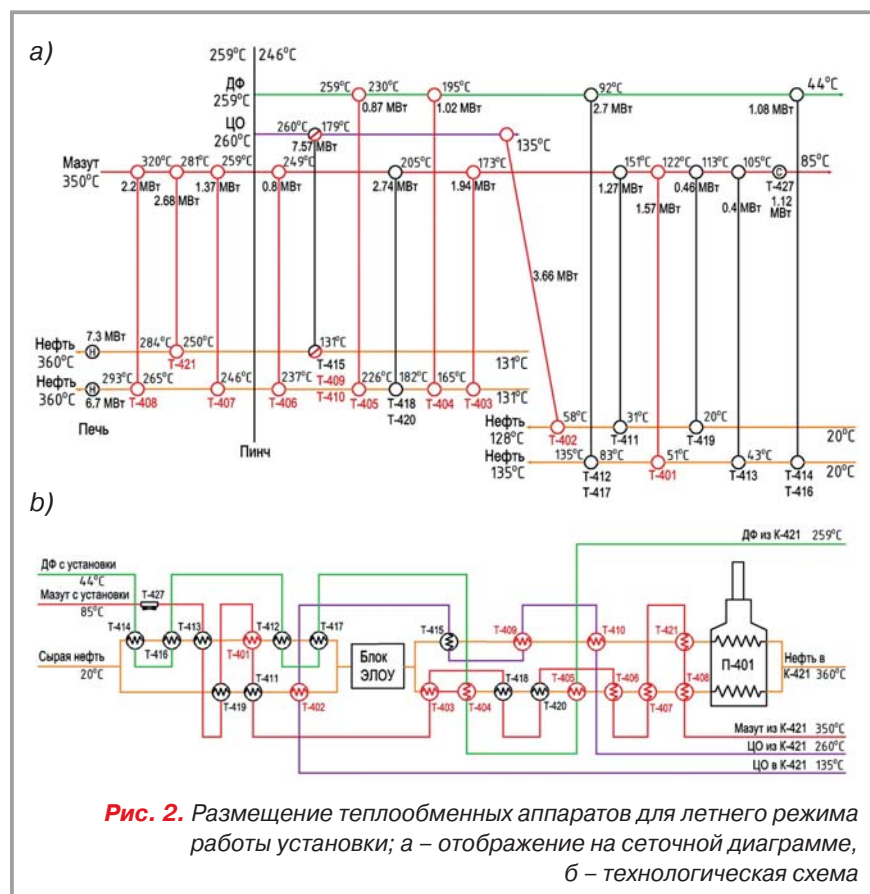 a)
259°C 246°C
ДФ
259°C
259°C 230°C 195°C 92°C 44°C
0.87 МВт 1.02 МВт 2.7 МВт 1.08 МВт
ЦО
260°C
260°C 179°C
7.57 МВт
135°C
Мазут
350°C
320°C 281°C 259°C 249°C 205°C 173°C 151°C 122°C 113°C 105°C 85°C
2.2 МВт 2.68 МВт 1.37 МВт 0.8 МВт 2.74 МВт 1.94 МВт 1.27 МВт 1.57 МВт 0.46 МВт 0.4 МВт
С
Т-427
1.12
МВт
3.66 МВт
Нефть
360°C
7.3 МВт
Н
284°C 250°C 131°C
Т-421
Т-415
Т-409
Т-410
131°C
Нефть
360°C
Н
6.7 МВт
293°C 265°C 246°C 237°C 226°C 182°C 165°C
131°C
Т-408 Т-407 Т-406 Т-405 Т-418 Т-404 Т-403
Т-420
Печь
Пинч
Нефть
128°C
58°C 31°C 20°C
Т-402 Т-411 Т-419
20°C
Нефть
135°C
135°C 83°C 51°C 43°C
Т-412
Т-417
Т-401
Т-413
Т-414
Т-416
20°C
b)
ДФ из К-421 259°C
ДФ с установки
44°C
Мазут с установки
85°C
Т-427
Т-414 Т-413 Т-412 Т-417 Т-415 Т-409 Т-410 Т-421
Т-416 Т-401
Сырая нефть
20°C
Блок
ЭЛОУ
П-401
Нефть в
К-421
360°C
Т-411 Т-418 Т-405 Т-406 Т-408
Т-419 Т-402 Т-403 Т-404 Т-420 Т-407
Мазут из К-421 350°C
ЦО из К-421 260°C
ЦО в К-421 135°C
Рис. 2. Размещение теплообменных аппаратов для летнего режима
работы установки; а – отображение на сеточной диаграмме,
б – технологическая схема